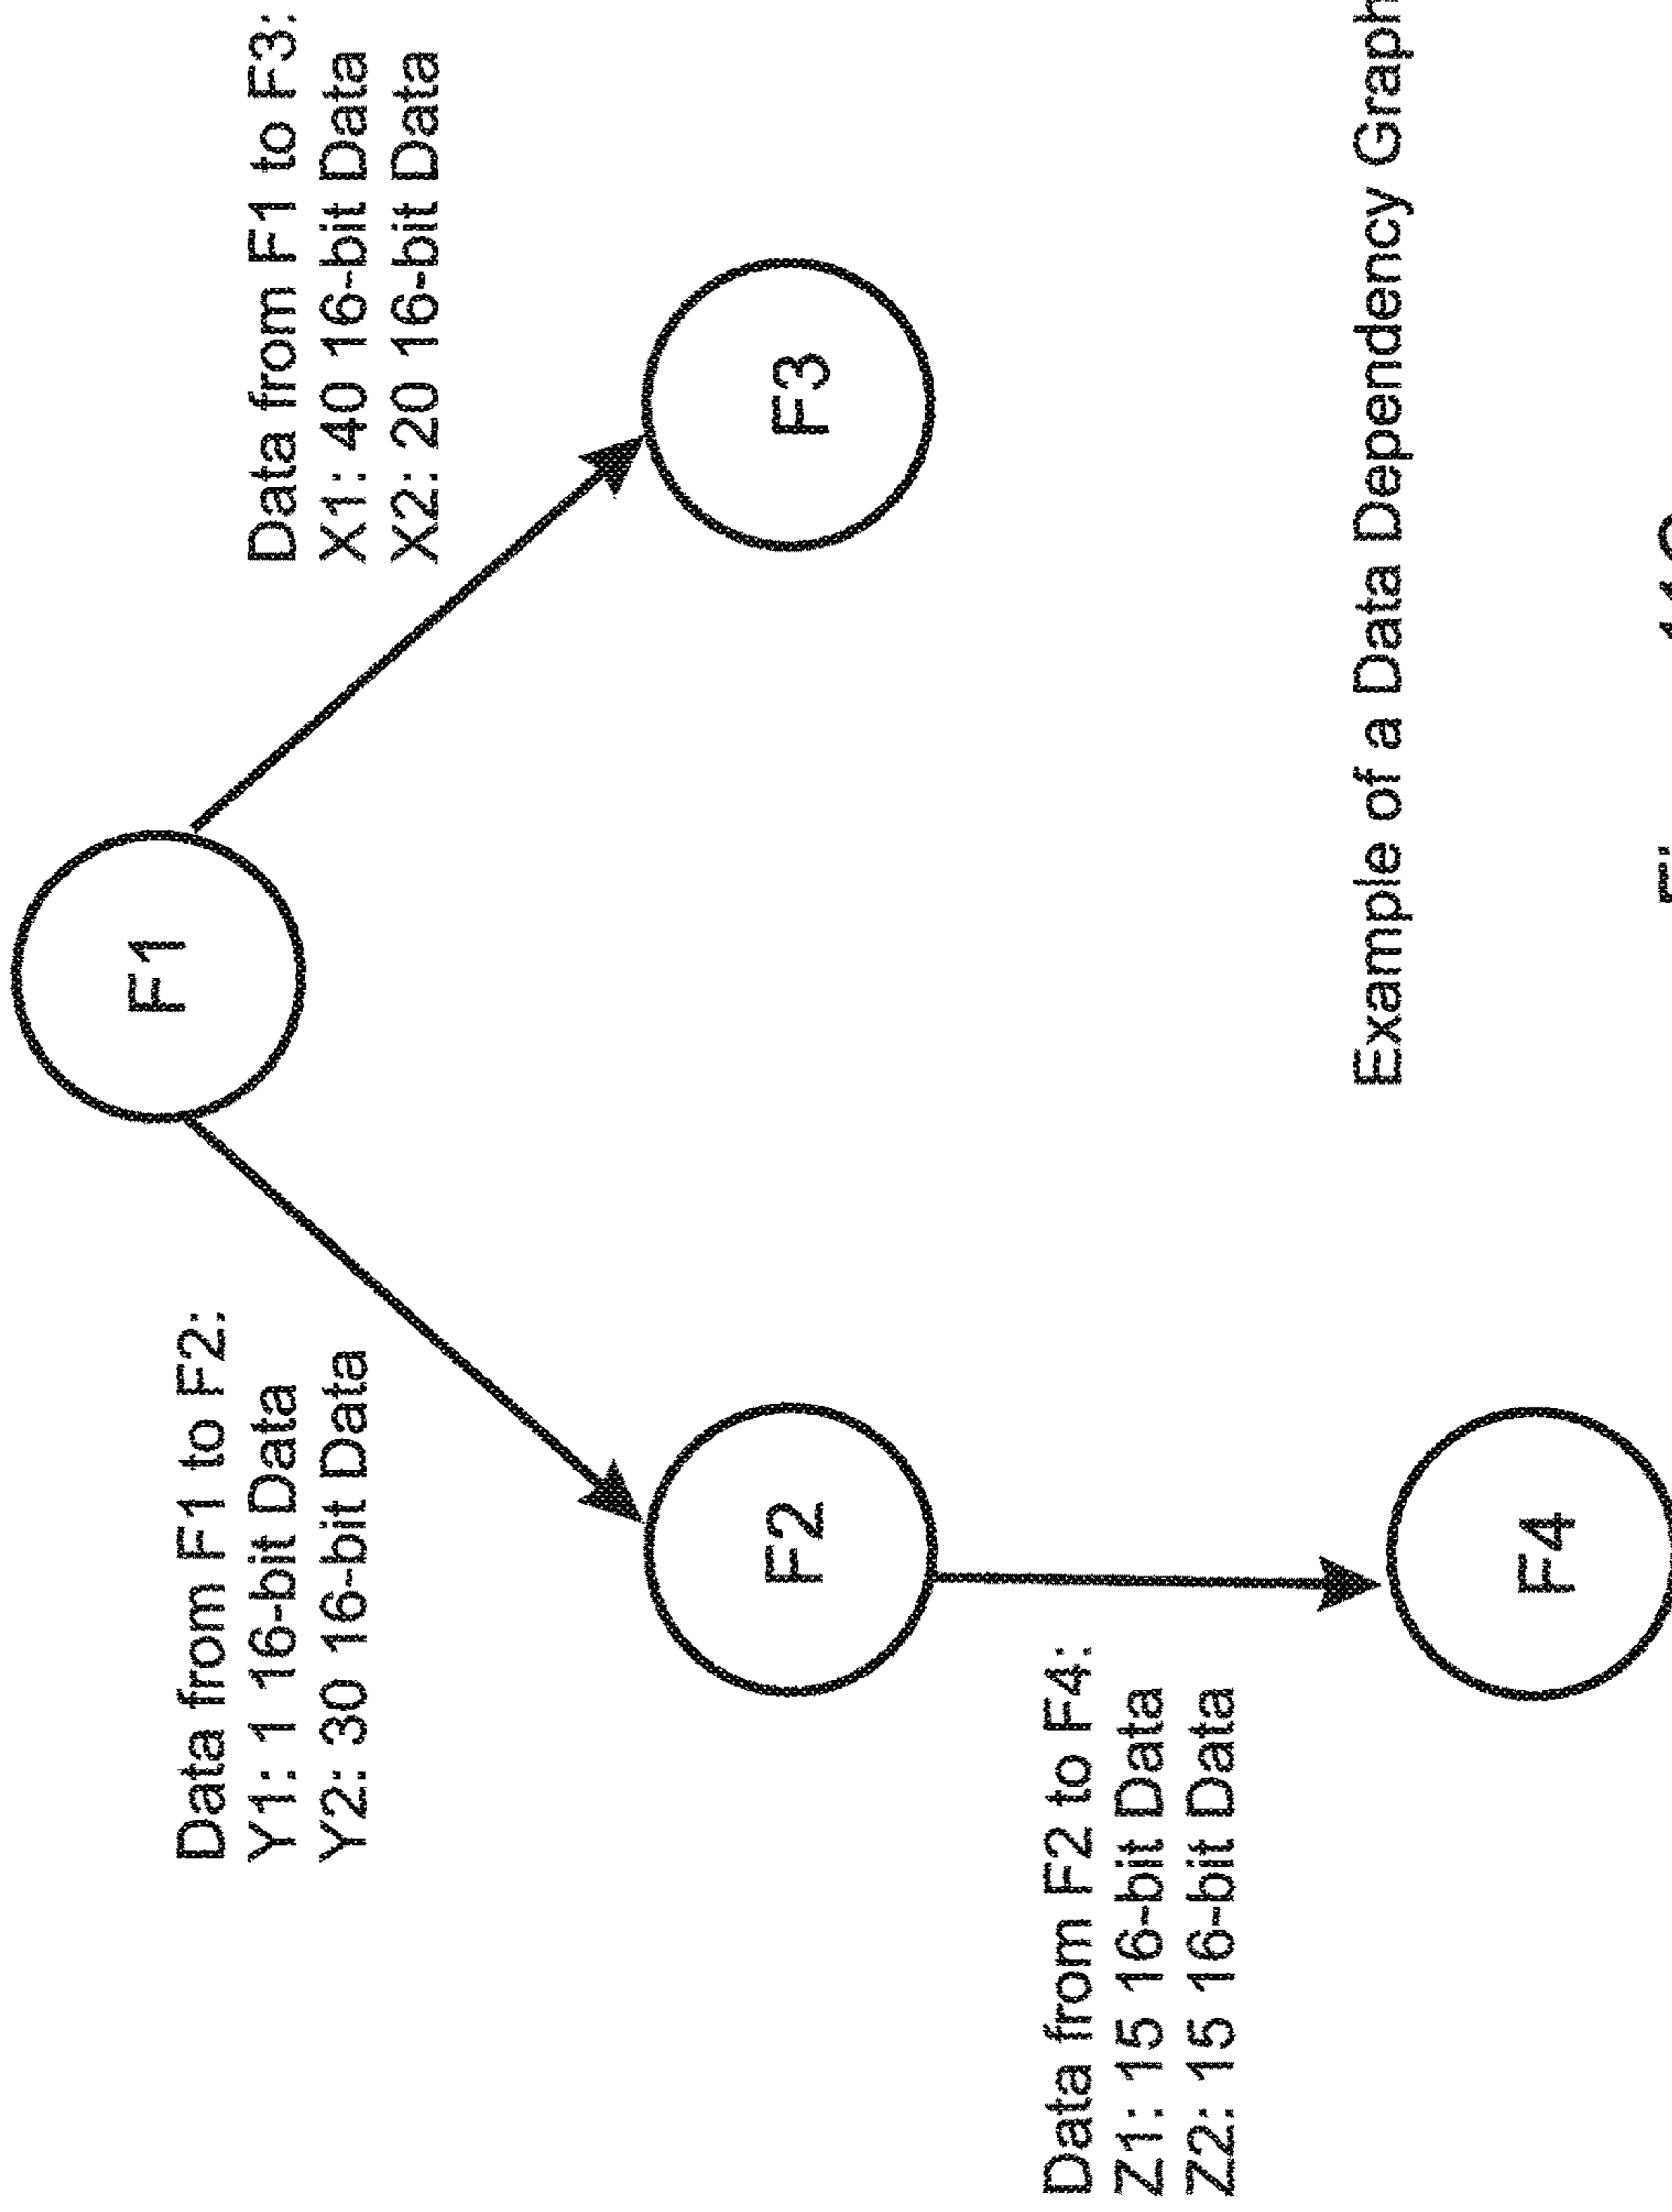 F1
Data from F1 to F2:
Y1: 1 16-bit Data
Y2: 30 16-bit Data
Data from F1 to F3:
X1: 40 16-bit Data
X2: 20 16-bit Data
F2
F3
Data from F2 to F4:
Z1: 15 16-bit Data
Z2: 15 16-bit Data
F4
Example of a Data Dependency Graph